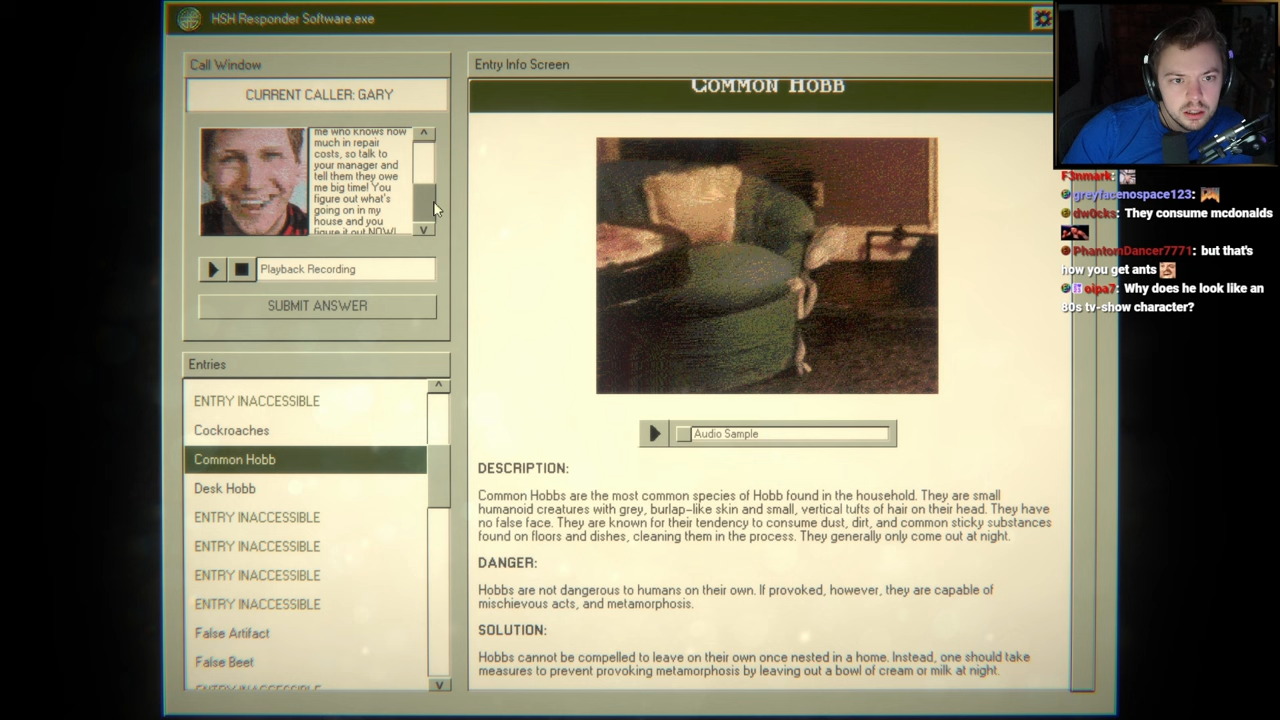 HSH Responder Software.exe
Call Window
CURRENT CALLER: GARY
me who knows how
much in repair
costs, so talk to
your manager and
tell them they owe
me big time! You
figure out what's
going on in my
house and you
figure it out NOW!
Playback Recording
SUBMIT ANSWER
Entries
ENTRY INACCESSIBLE
Cockroaches
Common Hobb
Desk Hobb
ENTRY INACCESSIBLE
ENTRY INACCESSIBLE
ENTRY INACCESSIBLE
ENTRY INACCESSIBLE
False Artifact
False Beet
ENTRY INACCESSIBLE
Entry Info Screen
COMMON HOBB
Audio Sample
DESCRIPTION:
Common Hobbs are the most common species of Hobb found in the household. They are small
humanoid creatures with grey, burlap-like skin and small, vertical tufts of hair on their head. They have
no false face. They are known for their tendency to consume dust, dirt, and common sticky substances
found on floors and dishes, cleaning them in the process. They generally only come out at night.
DANGER:
Hobbs are not dangerous to humans on their own. If provoked, however, they are capable of
mischievous acts, and metamorphosis.
SOLUTION:
Hobbs cannot be compelled to leave on their own once nested in a home. Instead, one should take
measures to prevent provoking metamorphosis by leaving out a bowl of cream or milk at night.
F3nmark:
greyfacenospace123:
dw0cks: They consume mcdonalds
PhantomDancer7771: but that's
how you get ants
oipa7: Why does he look like an
80s tv-show character?